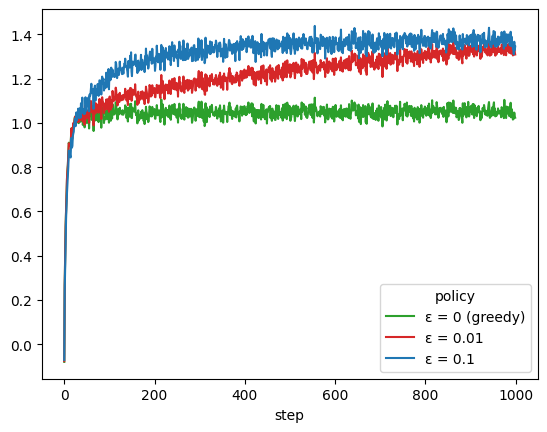 1.4
1.2
1.0
0.8
0.6
0.4
0.2
0.0
0 200 400 600 800 1000
step
policy
ε = 0 (greedy)
ε = 0.01
ε = 0.1